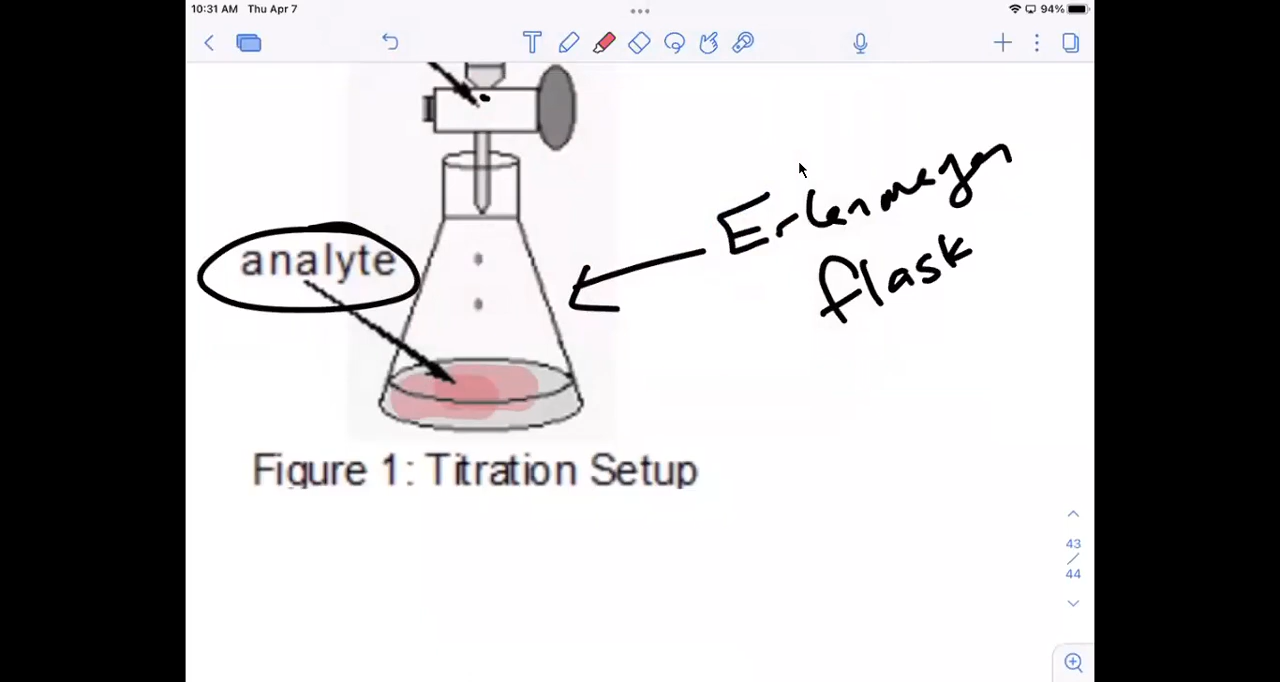 10:31 AM Thu Apr 7
94%
T
Erlenmeyer
flask
analyte
Figure 1: Titration Setup
43
44